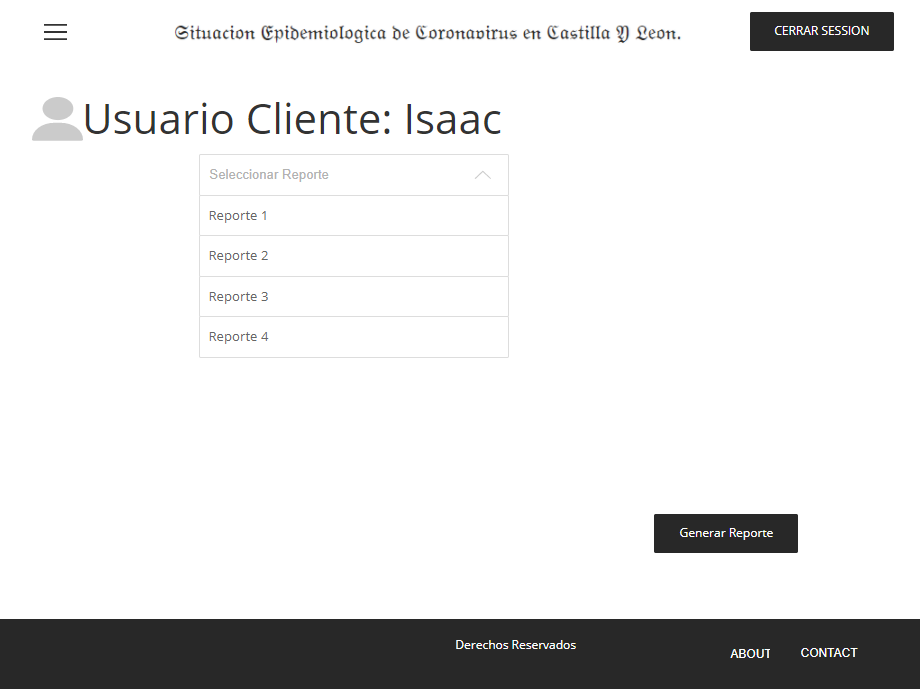 Situacion Epidemiologica de Coronavirus en Castilla Y Leon.
CERRAR SESSION
Usuario Cliente: Isaac
Seleccionar Reporte
Reporte 1
Reporte 2
Reporte 3
Reporte 4
Generar Reporte
Derechos Reservados
ABOUT
CONTACT